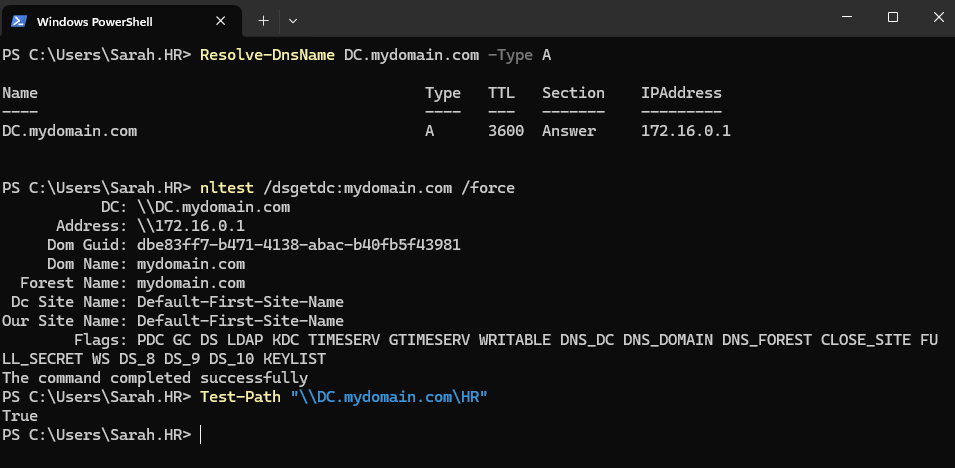 Windows PowerShell
PS C:\Users\Sarah.HR> Resolve-DnsName DC.mydomain.com -Type A
Name Type TTL Section IPAddress
---- ---- --- ------- ---------
DC.mydomain.com A 3600 Answer 172.16.0.1
PS C:\Users\Sarah.HR> nltest /dsgetdc:mydomain.com /force
DC: \\DC.mydomain.com
Address: \\172.16.0.1
Dom Guid: dbe83ff7-b471-4138-abac-b40fb5f43981
Dom Name: mydomain.com
Forest Name: mydomain.com
Dc Site Name: Default-First-Site-Name
Our Site Name: Default-First-Site-Name
Flags: PDC GC DS LDAP KDC TIMESERV GTIMESERV WRITABLE DNS_DC DNS_DOMAIN DNS_FOREST CLOSE_SITE FU
LL_SECRET WS DS_8 DS_9 DS_10 KEYLIST
The command completed successfully
PS C:\Users\Sarah.HR> Test-Path "\\DC.mydomain.com\HR"
True
PS C:\Users\Sarah.HR>